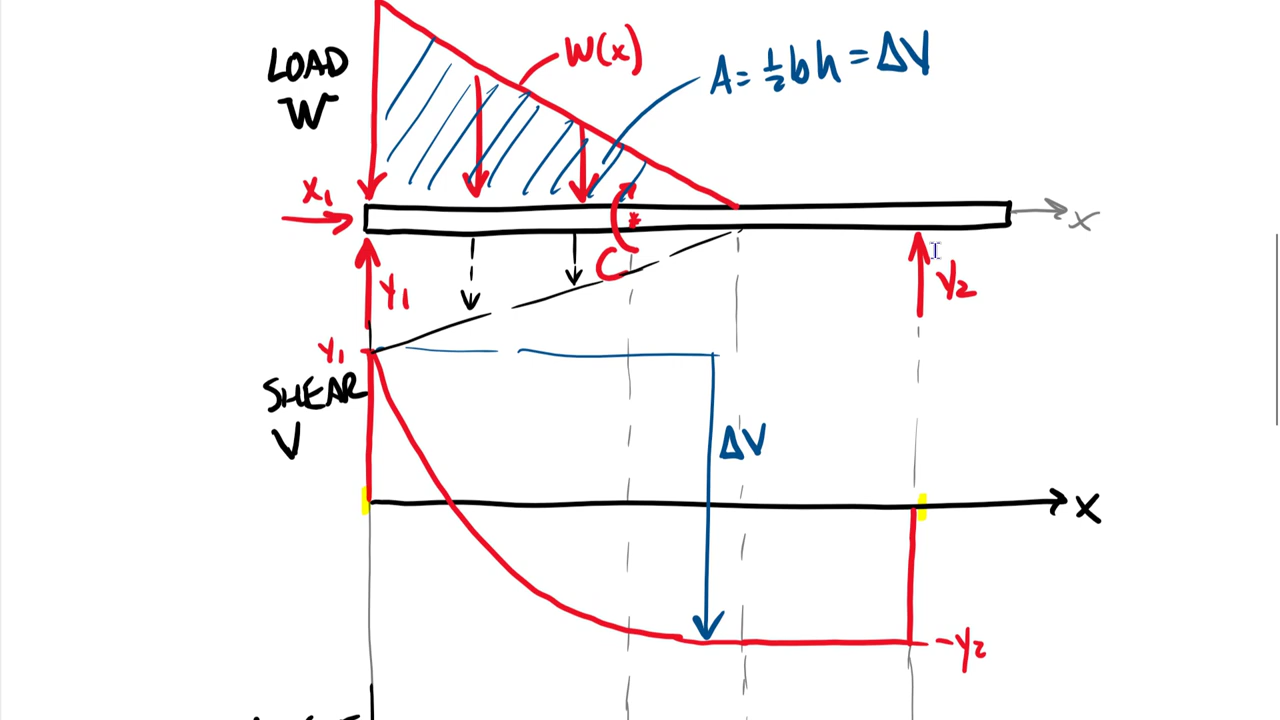 LOAD
W
W(x)
A = ½bh = ΔV
X₁
x
C
Y₁
Y₂
Y₁
SHEAR
V
ΔV
X
-Y₂